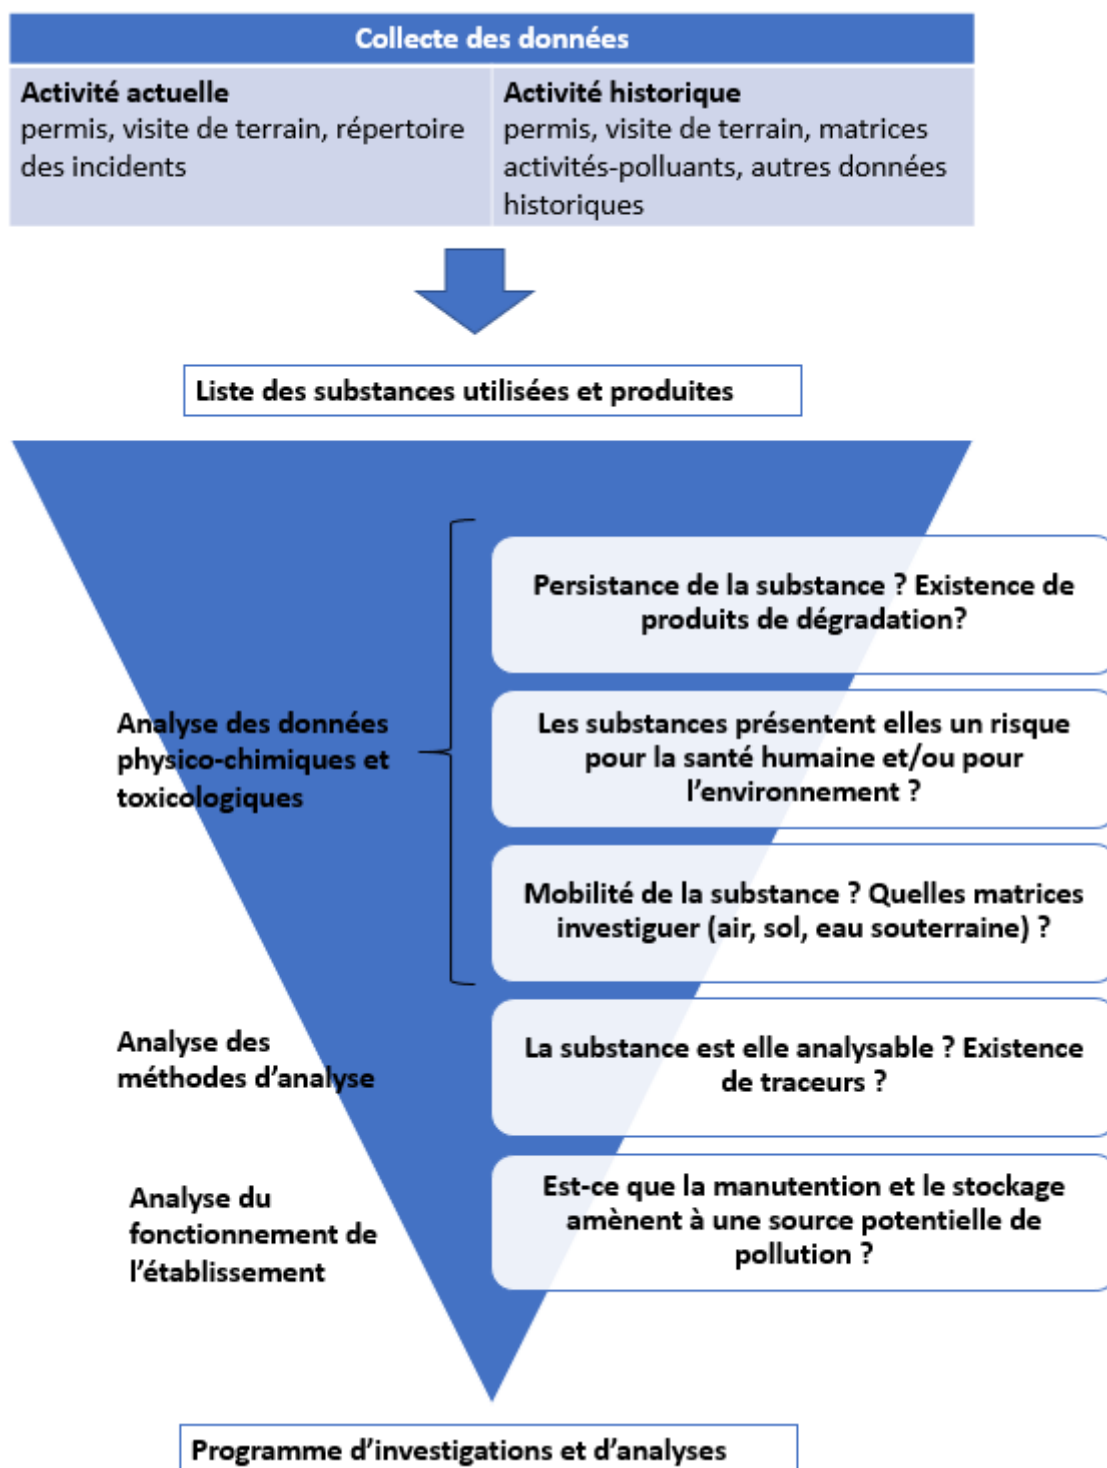 Collecte des données
Activité actuelle
permis, visite de terrain, répertoire
des incidents
Activité historique
permis, visite de terrain, matrices
activités-polluants, autres données
historiques
Liste des substances utilisées et produites
Persistance de la substance ? Existence de
produits de dégradation?
Analyse des données
physico-chimiques et
toxicologiques
Les substances présentent elles un risque
pour la santé humaine et/ou pour
l'environnement ?
Mobilité de la substance ? Quelles matrices
investiguer (air, sol, eau souterraine) ?
Analyse des
méthodes d'analyse
La substance est elle analysable ? Existence
de traceurs ?
Analyse du
fonctionnement de
l'établissement
Est-ce que la manutention et le stockage
amènent à une source potentielle de
pollution ?
Programme d'investigations et d'analyses